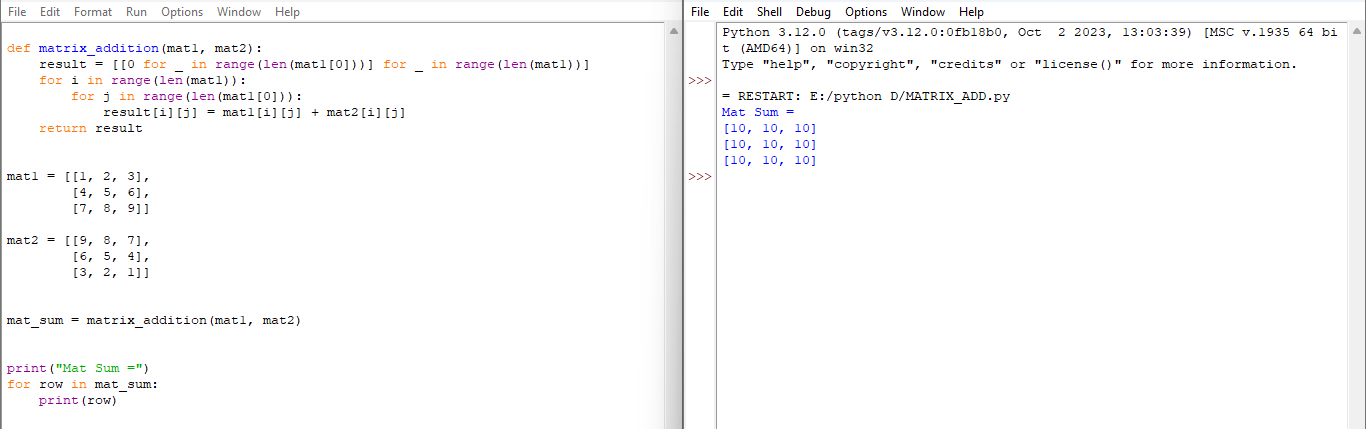 File Edit Format Run Options Window Help
def matrix_addition(mat1, mat2):
    result = [[0 for _ in range(len(mat1[0]))] for _ in range(len(mat1))]
    for i in range(len(mat1)):
        for j in range(len(mat1[0])):
            result[i][j] = mat1[i][j] + mat2[i][j]
    return result
mat1 = [[1, 2, 3],
        [4, 5, 6],
        [7, 8, 9]]
mat2 = [[9, 8, 7],
        [6, 5, 4],
        [3, 2, 1]]
mat_sum = matrix_addition(mat1, mat2)
print("Mat Sum =")
for row in mat_sum:
    print(row)
File Edit Shell Debug Options Window Help
Python 3.12.0 (tags/v3.12.0:0fb18b0, Oct  2 2023, 13:03:39) [MSC v.1935 64 bi
t (AMD64)] on win32
Type "help", "copyright", "credits" or "license()" for more information.
>>>
= RESTART: E:/python D/MATRIX_ADD.py
Mat Sum =
[10, 10, 10]
[10, 10, 10]
[10, 10, 10]
>>>